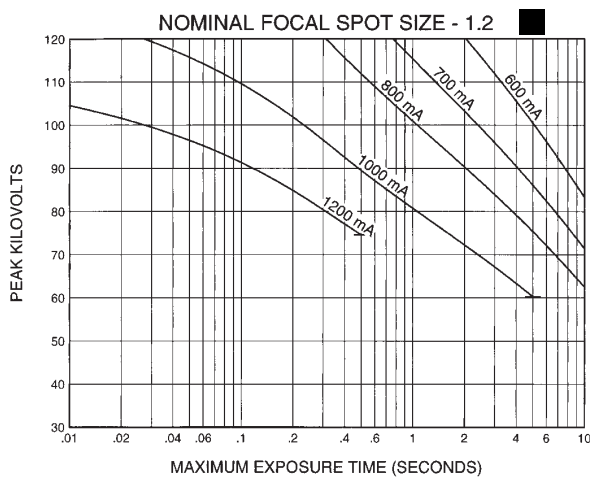 NOMINAL FOCAL SPOT SIZE - 1.2
120
110
100
90
80
70
60
50
40
30
PEAK KILOVOLTS
600 mA
700 mA
800 mA
1000 mA
1200 mA
.01 .02 .04 .06 .1 .2 .4 .6 1 2 4 6 10
MAXIMUM EXPOSURE TIME (SECONDS)